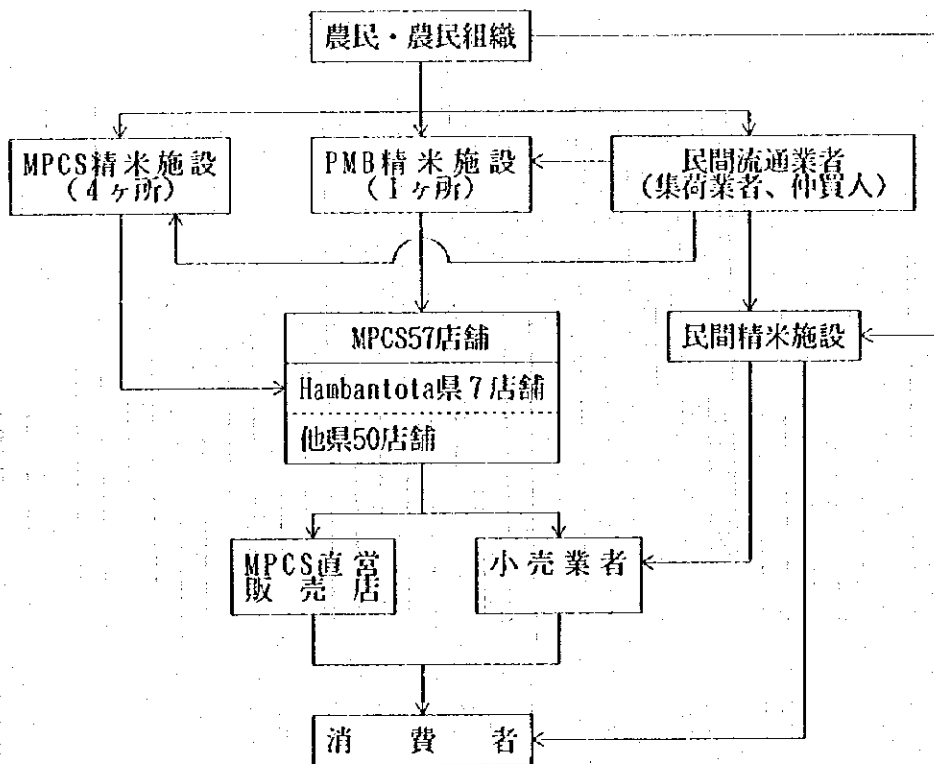 農民・農民組織
MPCS精米施設
(4ヶ所)
PMB精米施設
(1ヶ所)
民間流通業者
(集荷業者、仲買人)
MPCS57店舗
民間精米施設
Hambantota県7店舗
他県50店舗
MPCS直営
販売店
小売業者
消費者